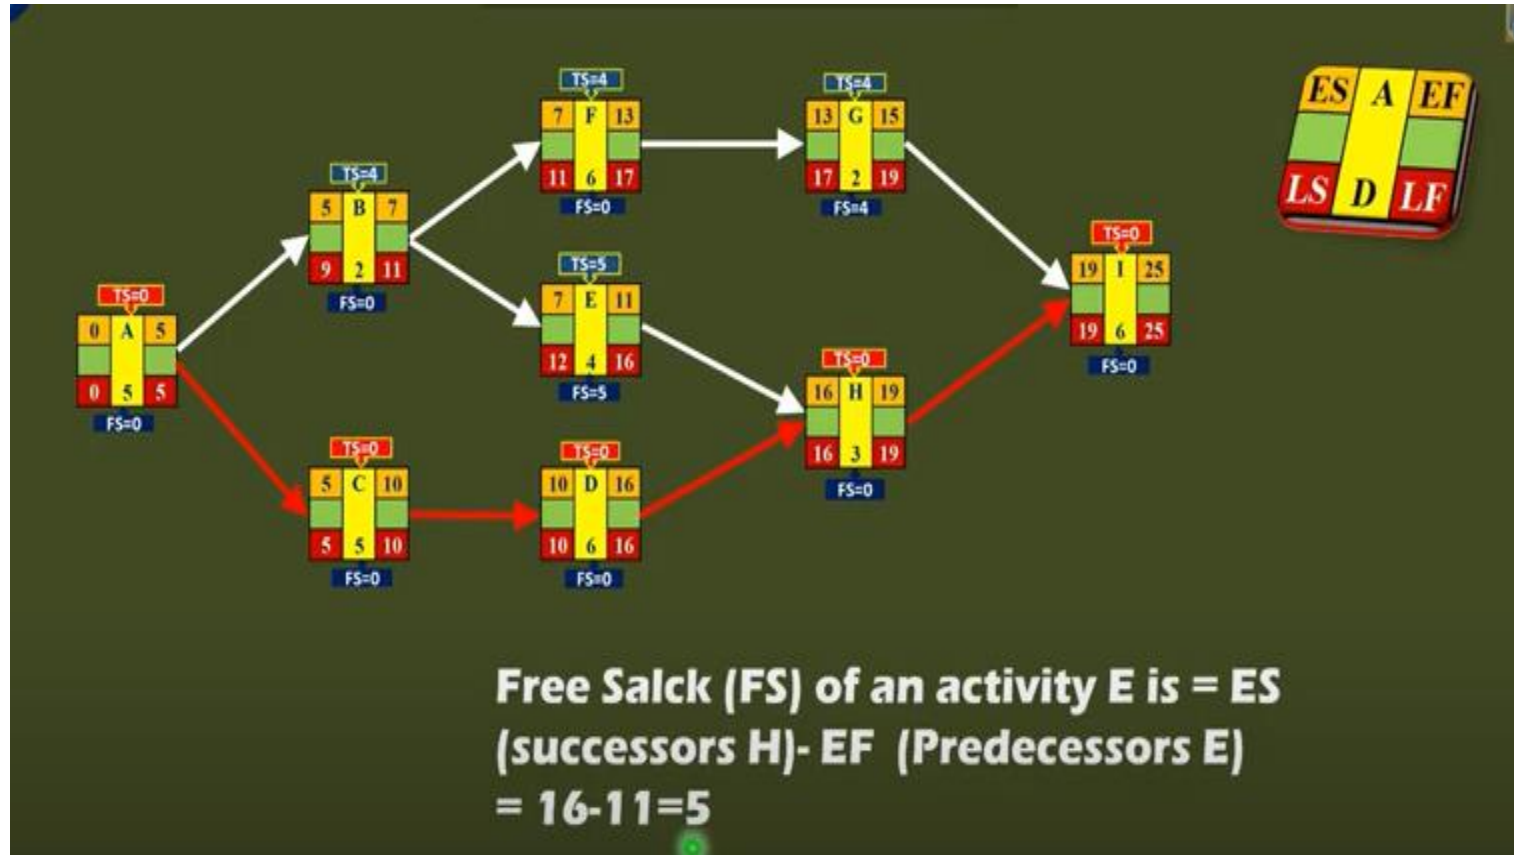 TS=4
7 F 13
11 6 17
FS=0
TS=4
13 G 15
17 2 19
FS=4
ES A EF
LS D LF
TS=4
5 B 7
9 2 11
FS=0
TS=5
7 E 11
12 4 16
FS=5
TS=0
19 I 25
19 6 25
FS=0
TS=0
0 A 5
0 5 5
FS=0
TS=0
16 H 19
16 3 19
FS=0
TS=0
5 C 10
5 5 10
FS=0
TS=0
10 D 16
10 6 16
FS=0
Free Salck (FS) of an activity E is = ES
(successors H)- EF (Predecessors E)
= 16-11=5